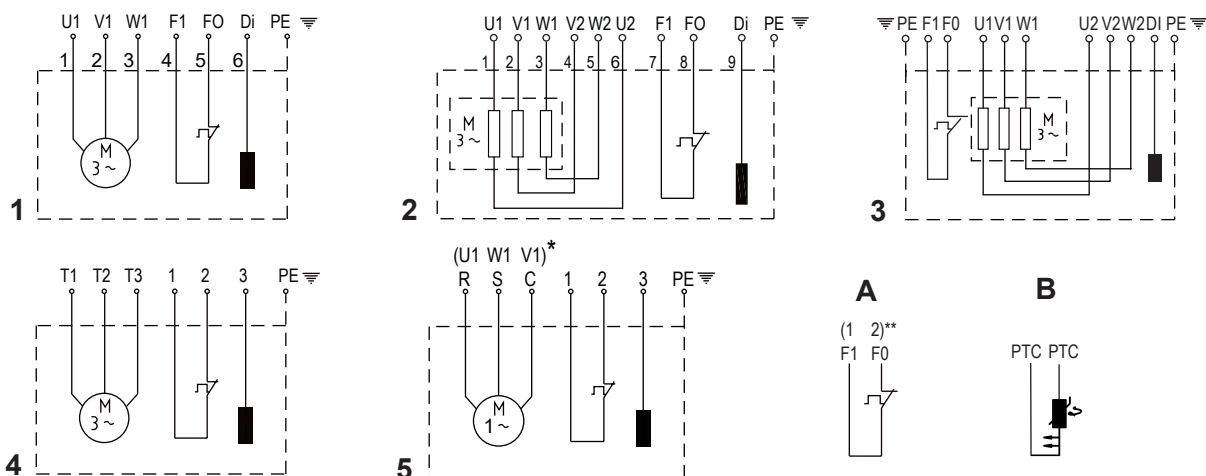 U1 V1 W1 F1 FO Di PE
1 2 3 4 5 6
M
3~
1
U1 V1 W1 V2 W2 U2 F1 FO Di PE
1 2 3 4 5 6 7 8 9
M
3~
2
PE F1 F0 U1 V1 W1 U2 V2 W2 DI PE
M
3~
3
T1 T2 T3 1 2 3 PE
M
3~
4
(U1 W1 V1)*
R S C 1 2 3 PE
M
1~
5
A
(1 2)**
F1 F0
B
PTC PTC